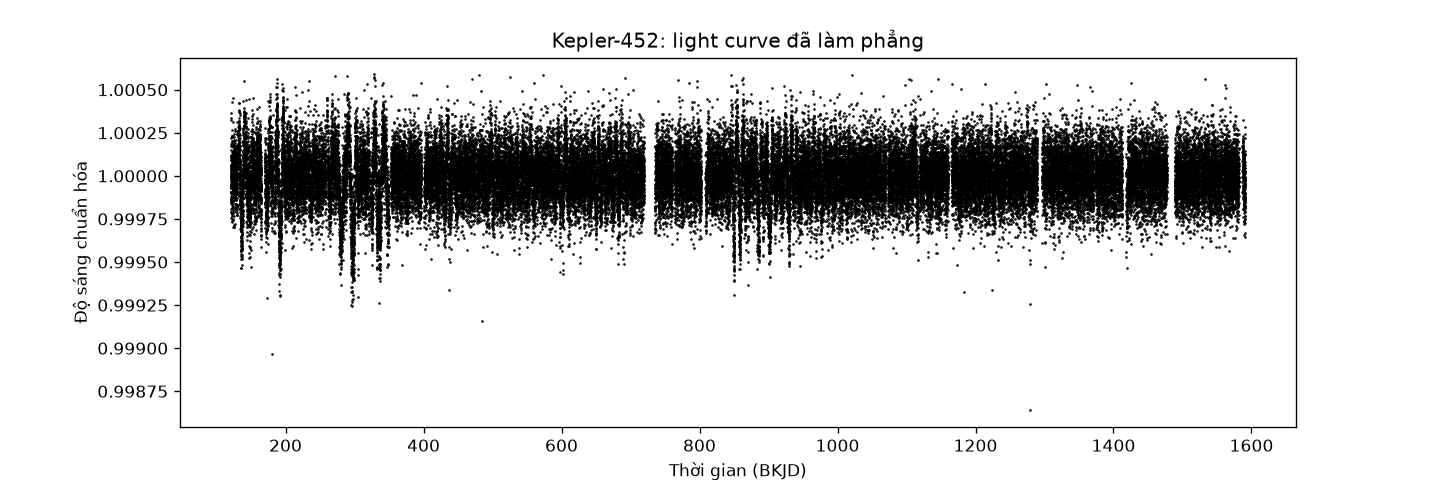 Kepler-452: light curve đã làm phẳng
Độ sáng chuẩn hóa
1.00050
1.00025
1.00000
0.99975
0.99950
0.99925
0.99900
0.99875
200 400 600 800 1000 1200 1400 1600
Thời gian (BKJD)